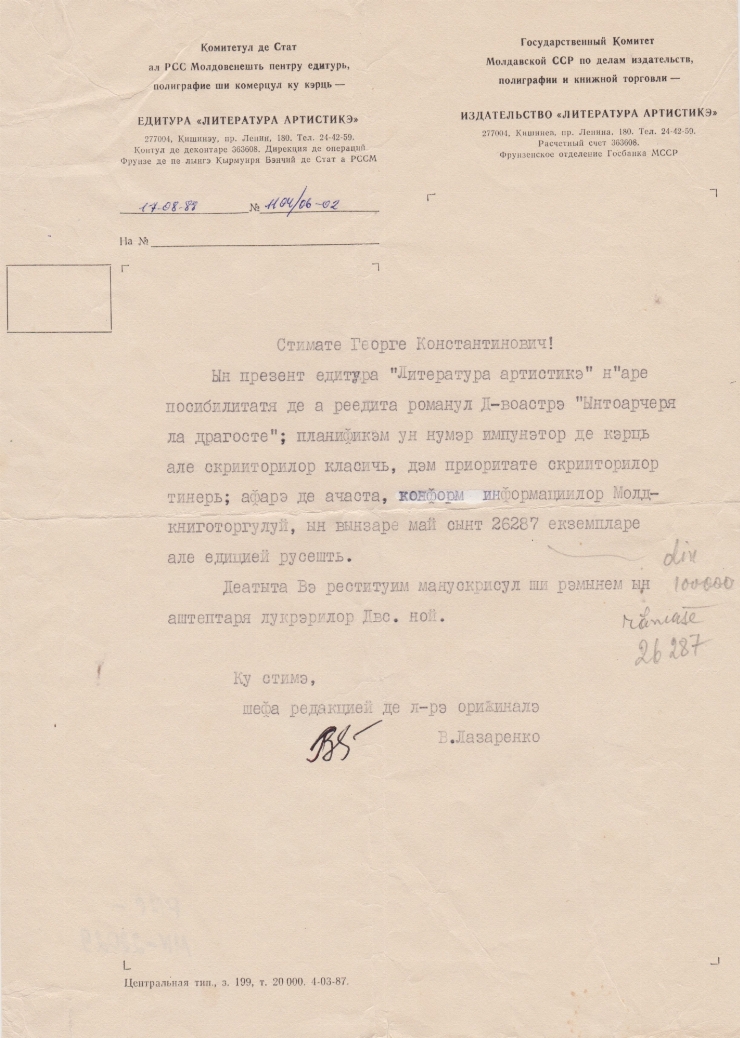 Комитетул де Стат
ал РСС Молдовенешть пентру едитурь,
полиграфие ши комерцул ку кэрць —
ЕДИТУРА «ЛИТЕРАТУРА АРТИСТИКЭ»
277004, Кишинэу, пр. Ленин, 180. Тел. 24-42-59.
Контул де деконтаре 363608. Дирекция де операций
Фрунзе де пе лынгэ Кырмуиря Бэнчий де Стат а РССМ
Государственный Комитет
Молдавской ССР по делам издательств,
полиграфии и книжной торговли —
ИЗДАТЕЛЬСТВО «ЛИТЕРАТУРА АРТИСТИКЭ»
277004, Кишинев, пр. Ленина, 180. Тел. 24-42-59.
Расчетный счет 363608.
Фрунзенское отделение Госбанка МССР
17-08-88 № 1104/06-02
На №
Стимате Георге Константинович!
Ын презент едитура "Литература артистикэ" н"аре
посибилитатя де а реедита романул Д-воастрэ "Ынтоарчеря
ла драгосте"; планификэм ун нумэр импунэтор де кэрць
але скрииторилор класичь, дэм приоритате скрииторилор
тинерь; афарэ де ачаста, конформ информациилор Молд-
книготоргулуй, ын вынзаре май сынт 26287 екземпларе
але едицией русешть.
Деатыта Вэ реституим манускрисул ши рэмынем ын
аштептаря лукрэрилор Двс. ной.
din
100000
rămase
26 287
Ку стимэ,
шефа редакцией де л-рэ орижиналэ
В.Лазаренко
Центральная тип., з. 199, т. 20 000. 4-03-87.